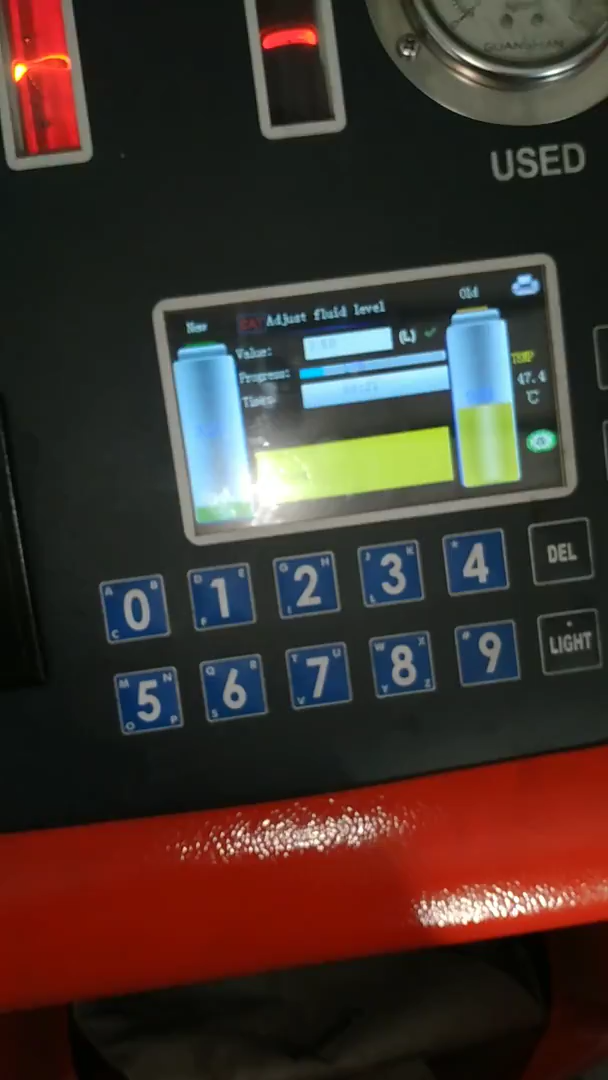 GUANSHAN
USED
New
Adjust fluid level
Old
Value:
(L)
Progress:
Time:
TEMP
47.4
℃
A B
0
C
D E
1
F
G H
2
I
J K
3
L
*
4
DEL
M N
5
O P
Q R
6
S
T U
7
V
W X
8
Y Z
#
9
LIGHT